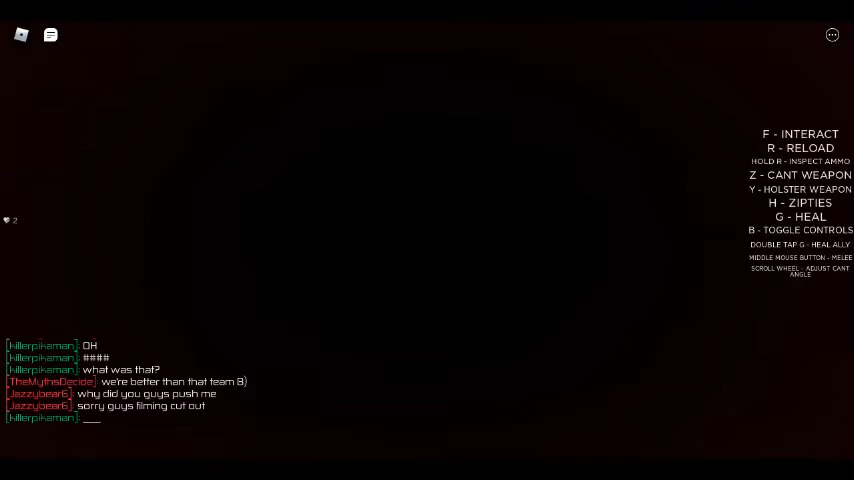 F - INTERACT
R - RELOAD
HOLD R - INSPECT AMMO
Z - CANT WEAPON
Y - HOLSTER WEAPON
H - ZIPTIES
G - HEAL
B - TOGGLE CONTROLS
DOUBLE TAP G - HEAL ALLY
MIDDLE MOUSE BUTTON - MELEE
SCROLL WHEEL - ADJUST CANT
ANGLE
2
[killerpikaman]: OH
[killerpikaman]: ####
[killerpikaman]: what was that?
[TheMythsDecide]: we're better than that team B)
[Jazzybear6]: why did you guys push me
[Jazzybear6]: sorry guys filming cut out
[killerpikaman]: ___